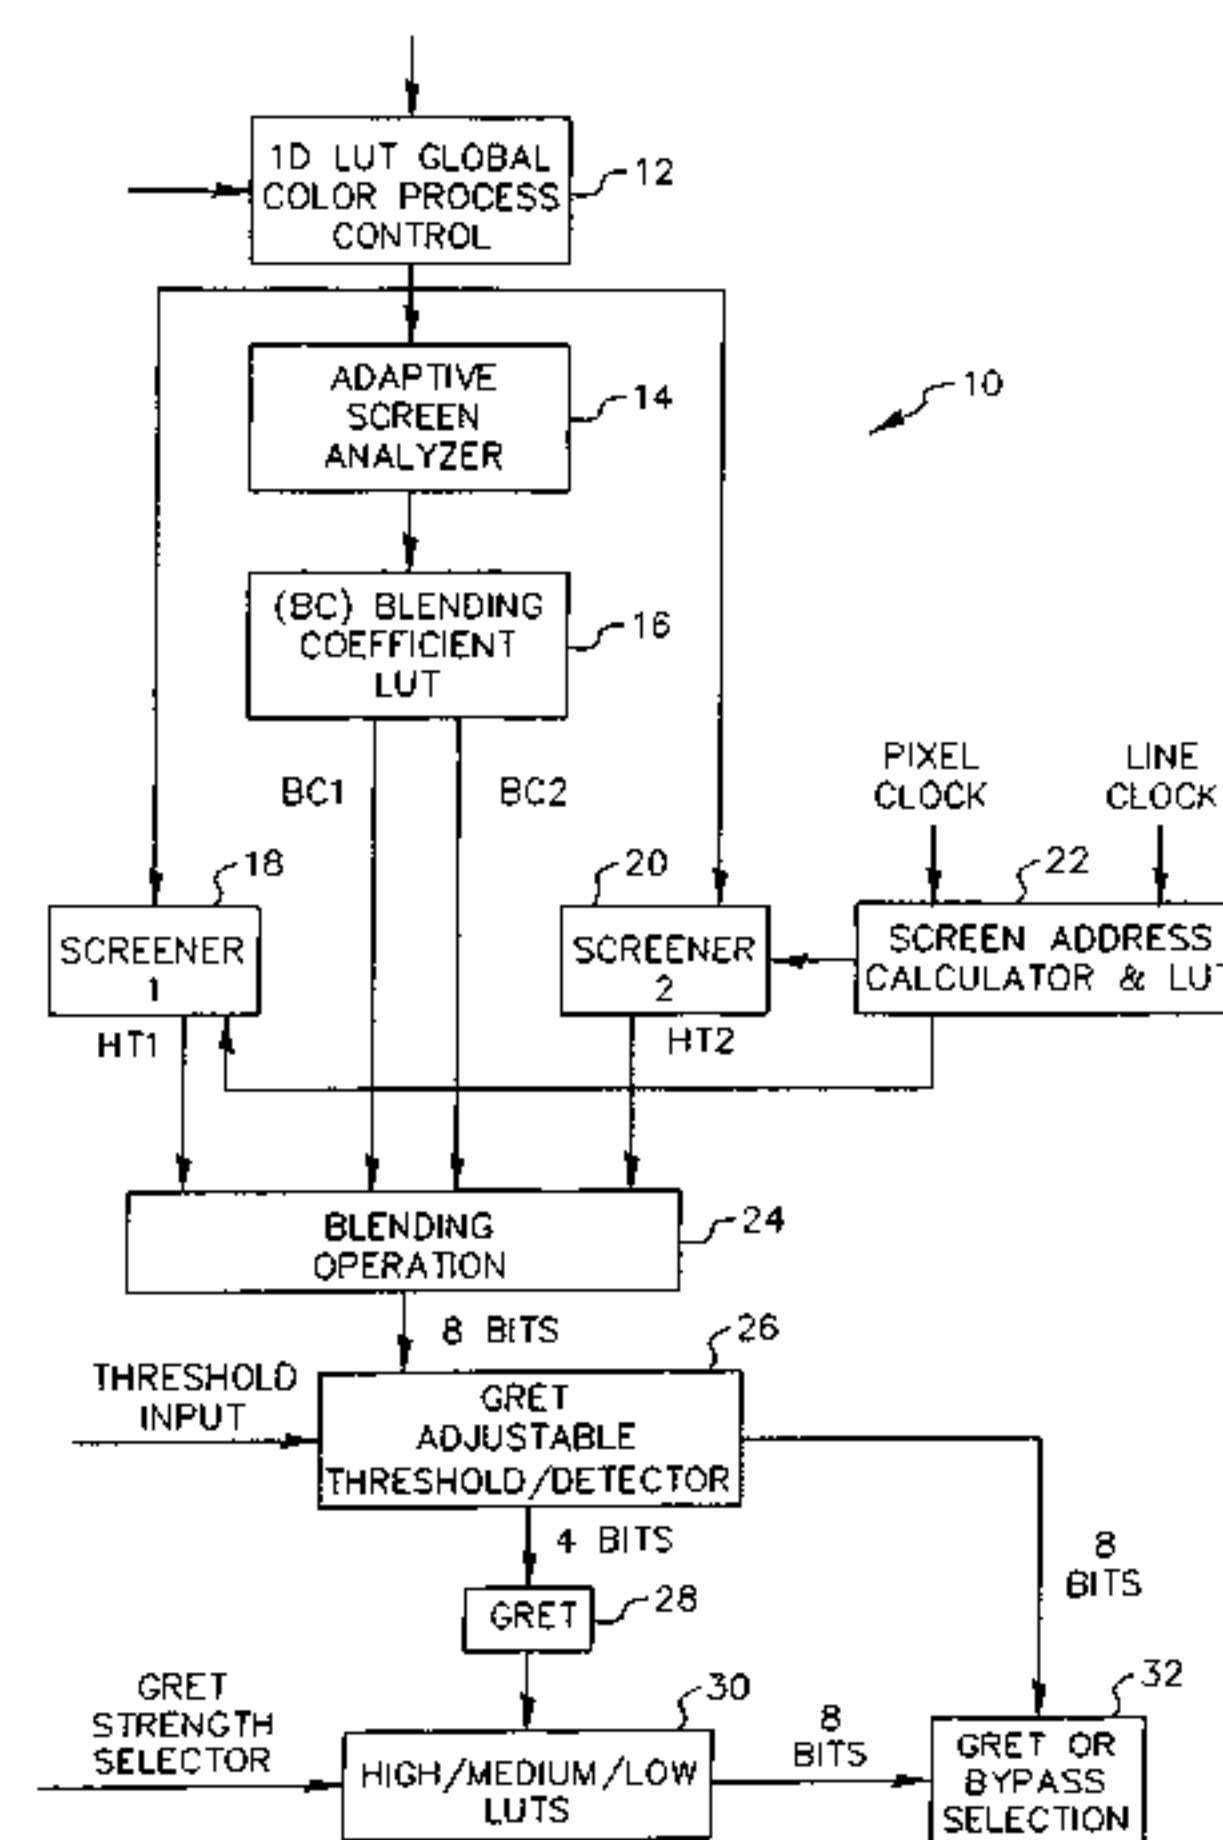 1D LUT GLOBAL
COLOR PROCESS
CONTROL
12
ADAPTIVE
SCREEN
ANALYZER
14
10
(BC) BLENDING
COEFFICIENT
LUT
16
BC1
BC2
PIXEL
CLOCK
LINE
CLOCK
18
20
22
SCREENER
1
SCREENER
2
SCREEN ADDRESS
CALCULATOR & LUT
HT1
HT2
BLENDING
OPERATION
24
8 BITS
26
THRESHOLD
INPUT
GRET
ADJUSTABLE
THRESHOLD/DETECTOR
4 BITS
8
BITS
GRET
28
GRET
STRENGTH
SELECTOR
30
HIGH/MEDIUM/LOW
LUTS
8
BITS
32
GRET OR
BYPASS
SELECTION